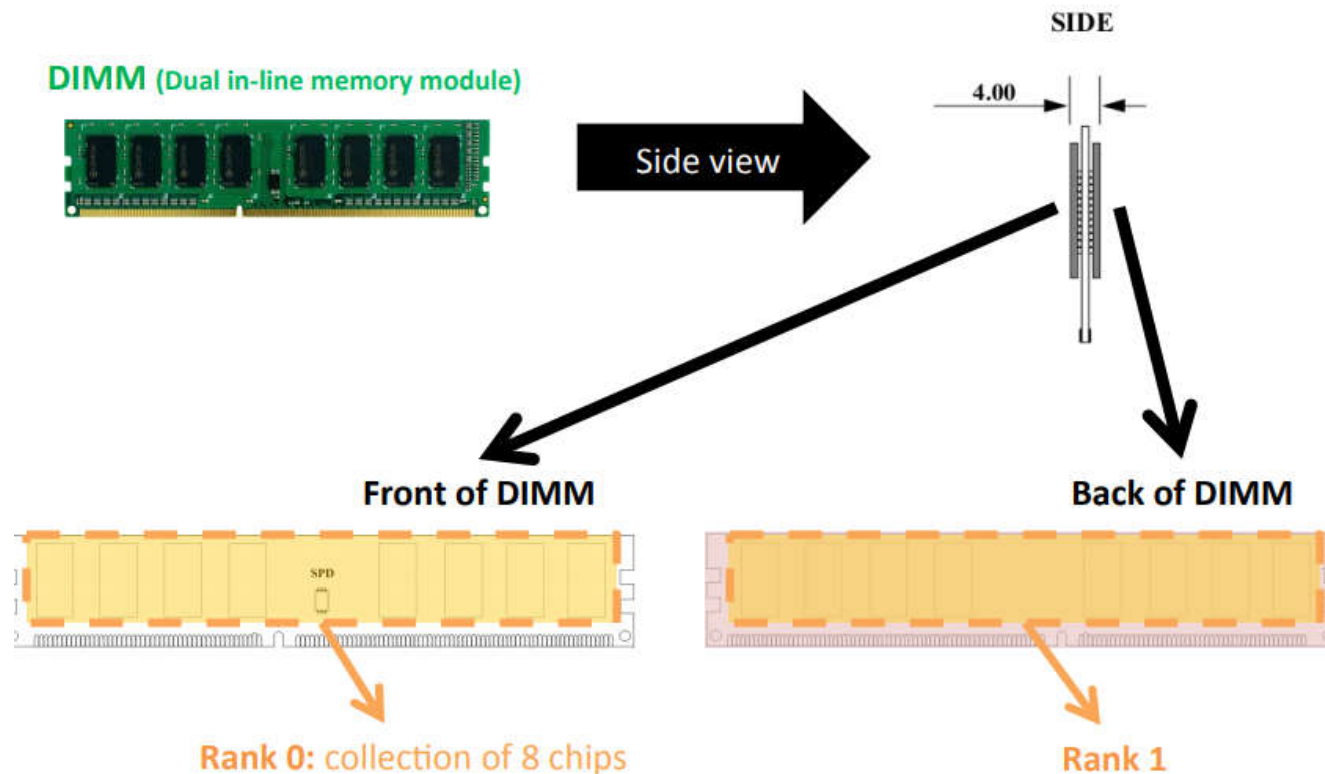 SIDE
DIMM (Dual in-line memory module)
4.00
Side view
Front of DIMM
Back of DIMM
SPD
Rank 0: collection of 8 chips
Rank 1